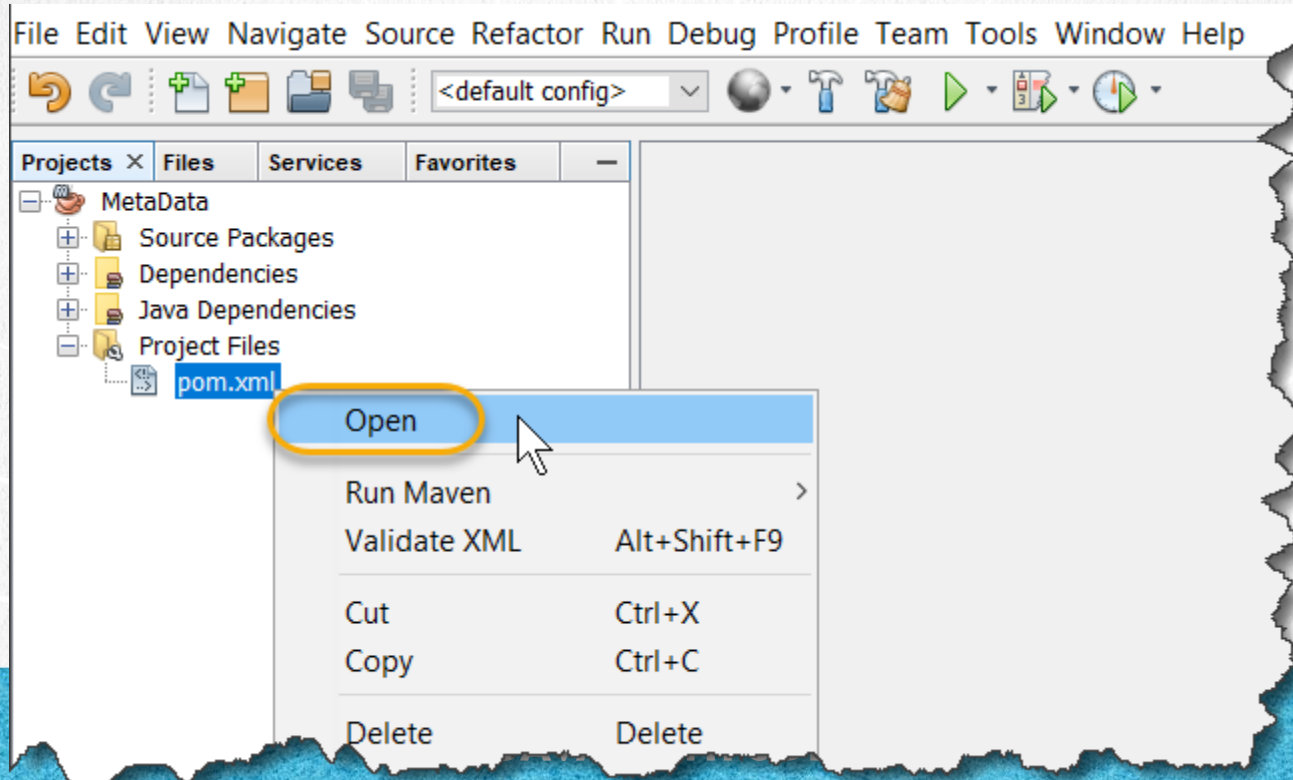 File Edit View Navigate Source Refactor Run Debug Profile Team Tools Window Help
<default config>
Projects Files Services Favorites
MetaData
Source Packages
Dependencies
Java Dependencies
Project Files
pom.xml
Open
Run Maven
Validate XML Alt+Shift+F9
Cut Ctrl+X
Copy Ctrl+C
Delete Delete